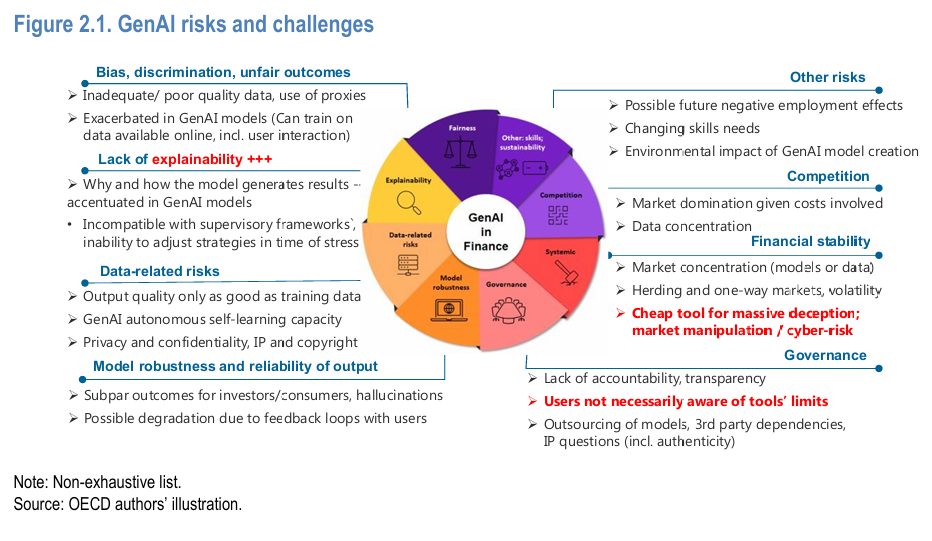 Figure 2.1. GenAI risks and challenges
Bias, discrimination, unfair outcomes
➢ Inadequate/ poor quality data, use of proxies
➢ Exacerbated in GenAI models (Can train on
data available online, incl. user interaction)
Lack of explainability +++
➢ Why and how the model generates results -
accentuated in GenAI models
• Incompatible with supervisory frameworks;
inability to adjust strategies in time of stress
Data-related risks
➢ Output quality only as good as training data
➢ GenAI autonomous self-learning capacity
➢ Privacy and confidentiality, IP and copyright
Model robustness and reliability of output
➢ Subpar outcomes for investors/consumers, hallucinations
➢ Possible degradation due to feedback loops with users
Fairness
Other: skills;
sustainability
Explainability
Competition
GenAI
in
Finance
Data-related
risks
Systemic
Model
robustness
Governance
Other risks
➢ Possible future negative employment effects
➢ Changing skills needs
➢ Environmental impact of GenAI model creation
Competition
➢ Market domination given costs involved
➢ Data concentration
Financial stability
➢ Market concentration (models or data)
➢ Herding and one-way markets, volatility
➢ Cheap tool for massive deception;
market manipulation / cyber-risk
Governance
➢ Lack of accountability, transparency
➢ Users not necessarily aware of tools' limits
➢ Outsourcing of models, 3rd party dependencies,
IP questions (incl. authenticity)
Note: Non-exhaustive list.
Source: OECD authors' illustration.